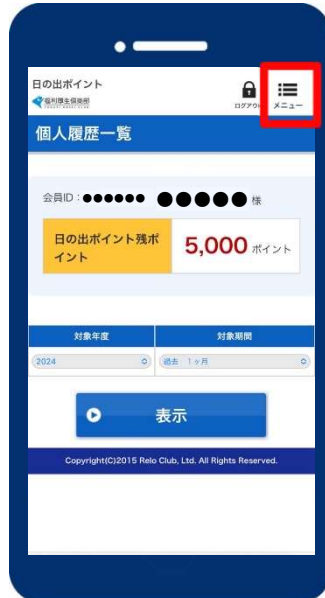 日の出ポイント
福利厚生倶楽部
ログアウト
メニュー
個人履歴一覧
会員ID:●●●●●● ●●●●● 様
日の出ポイント残ポ
イント
5,000 ポイント
対象年度
対象期間
2024
過去 1ヶ月
表示
Copyright(C)2015 Relo Club, Ltd. All Rights Reserved.